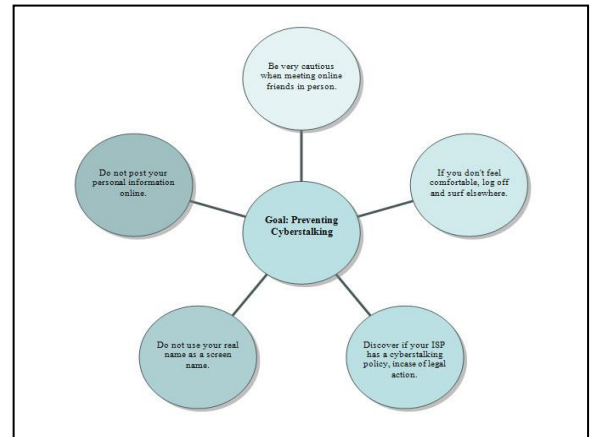 Be very cautious
when meeting online
friends in person.
Do not post your
personal information
online.
If you don't feel
comfortable, log off
and surf elsewhere.
Goal: Preventing
Cyberstalking
Do not use your real
name as a screen
name.
Discover if your ISP
has a cyberstalking
policy, incase of legal
action.